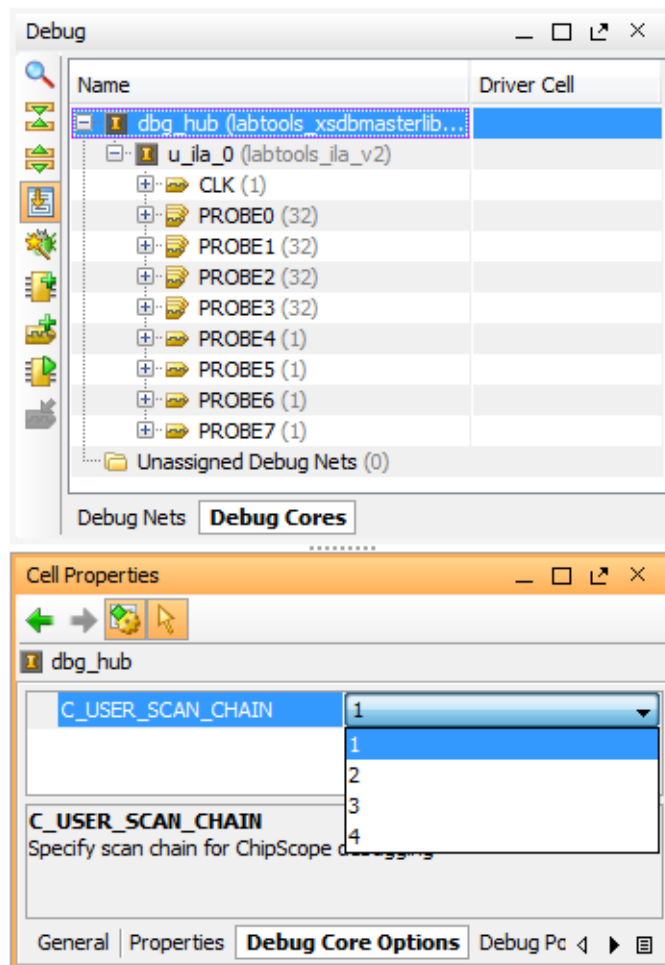 Debug
Name Driver Cell
dbg_hub (labtools_xsdbmasterlib...
u_ila_0 (labtools_ila_v2)
CLK (1)
PROBE0 (32)
PROBE1 (32)
PROBE2 (32)
PROBE3 (32)
PROBE4 (1)
PROBE5 (1)
PROBE6 (1)
PROBE7 (1)
Unassigned Debug Nets (0)
Debug Nets Debug Cores
Cell Properties
dbg_hub
C_USER_SCAN_CHAIN 1
1
2
3
4
C_USER_SCAN_CHAIN
Specify scan chain for ChipScope debugging
General Properties Debug Core Options Debug Po